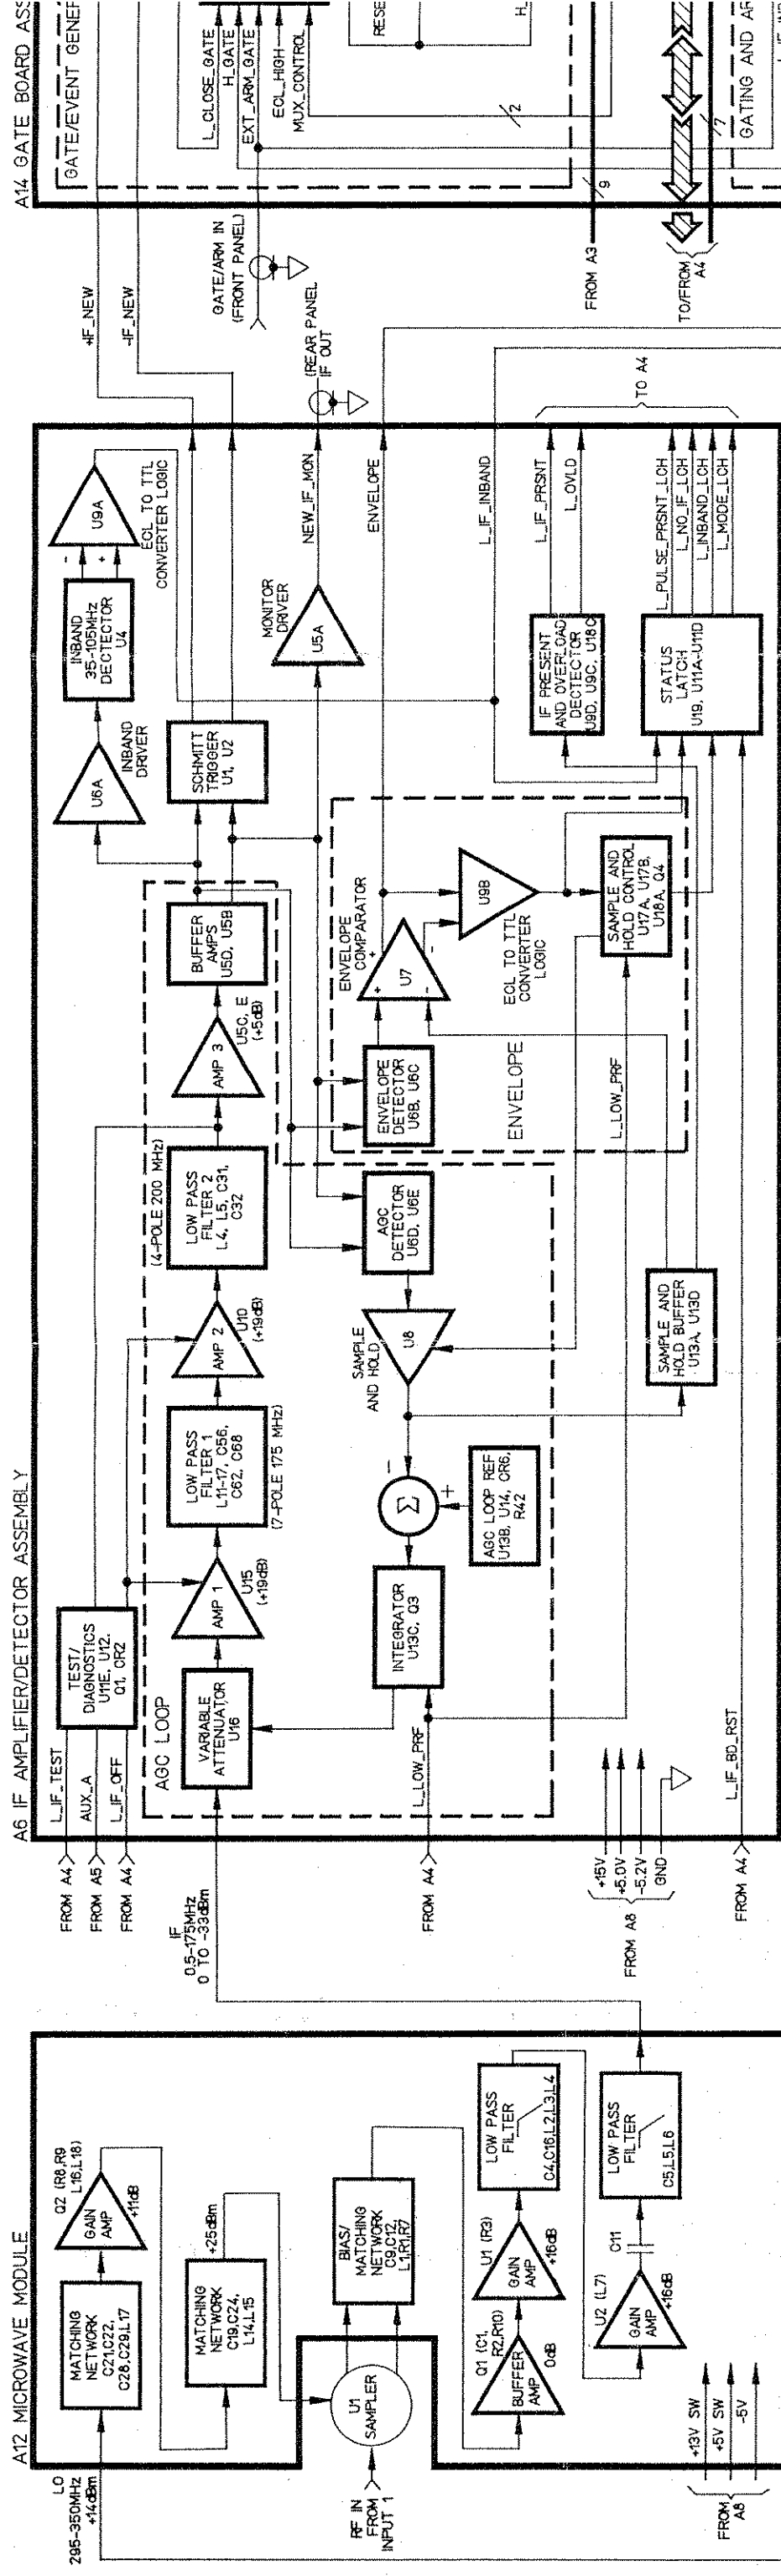 A12 MICROWAVE MODULE
LO
295-350MHz
+14dBm
MATCHING
NETWORK
C21,C22,
C28,C29,L17
Q2 (R8,R9
L16,L18)
GAIN
AMP
+11dB
MATCHING
NETWORK
C19,C24,
L14,L15
+25dBm
RF IN
FROM
INPUT 1
U1
SAMPLER
BIAS/
MATCHING
NETWORK
C9,C12,
L1,R1,R7
Q1 (C1,
R2,R10)
BUFFER
AMP
0dB
U1 (R3)
GAIN
AMP
+16dB
LOW PASS
FILTER
C4,C16,L2,L3,L4
U2 (L7)
GAIN
AMP
+16dB
C11
LOW PASS
FILTER
C5,L5,L6
+13V SW
+5V SW
-5V
FROM
A8
A6 IF AMPLIFIER/DETECTOR ASSEMBLY
FROM A4
L_IF_TEST
FROM A5
AUX_A
FROM A4
L_IF_OFF
TEST/
DIAGNOSTICS
U11E, U12,
Q1, CR2
IF
0.5-175MHz
0 TO -33dBm
AGC LOOP
VARIABLE
ATTENUATOR
U16
AMP 1
U15
(+19dB)
LOW PASS
FILTER 1
L11-17, C56,
C62, C68
(7-POLE 175 MHz)
AMP 2
U10
(+19dB)
(4-POLE 200 MHz)
LOW PASS
FILTER 2
L4, L5, C31,
C32
AMP 3
U5C, E
(+5dB)
BUFFER
AMPS
U5D, U5B
U6A
INBAND
DRIVER
INBAND
35-105MHz
DECTECTOR
U4
-
+
U9A
ECL TO TTL
CONVERTER LOGIC
SCHMITT
TRIGGER
U1, U2
MONITOR
DRIVER
U5A
NEW_IF_MON
(REAR PANEL
IF OUT
+IF_NEW
-IF_NEW
FROM A4
L_LOW_PRF
INTEGRATOR
U13C, Q3
Σ
-
+
AGC LOOP REF
U13B, U14, CR6,
R42
SAMPLE
AND HOLD
U8
AGC
DETECTOR
U6D, U6E
ENVELOPE
DETECTOR
U6B, U6C
ENVELOPE
COMPARATOR
+
-
U7
+
-
U9B
ECL TO TTL
CONVERTER
LOGIC
ENVELOPE
L_LOW_PRF
SAMPLE AND
HOLD CONTROL
U17A, U17B,
U18A, Q4
SAMPLE AND
HOLD BUFFER
U13A, U13D
IF PRESENT
AND OVERLOAD
DECTECTOR
U9D, U9C, U18C
STATUS
LATCH
U19, U11A-U11D
ENVELOPE
L_IF_INBAND
L_IF_PRSNT
L_OVLD
L_PULSE_PRSNT_LCH
L_NO_IF_LCH
L_INBAND_LCH
L_MODE_LCH
TO A4
+15V
+5.0V
-5.2V
GND
FROM A8
FROM A4
L_IF_BD_RST
A14 GATE BOARD ASS
GATE/EVENT GENER
L_CLOSE_GATE
H_GATE
EXT_ARM_GATE
ECL_HIGH
MUX_CONTROL
GATE/ARM IN
(FRONT PANEL)
RESE
H_
2
FROM A3
9
TO/FROM
A4
7
GATING AND AR